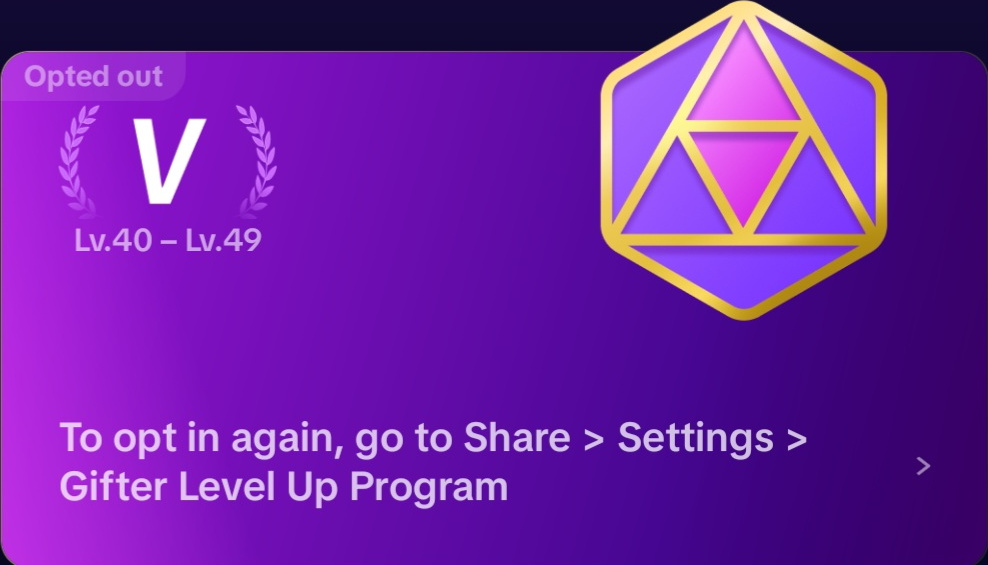 Opted out
V
Lv.40 – Lv.49
To opt in again, go to Share > Settings >
Gifter Level Up Program